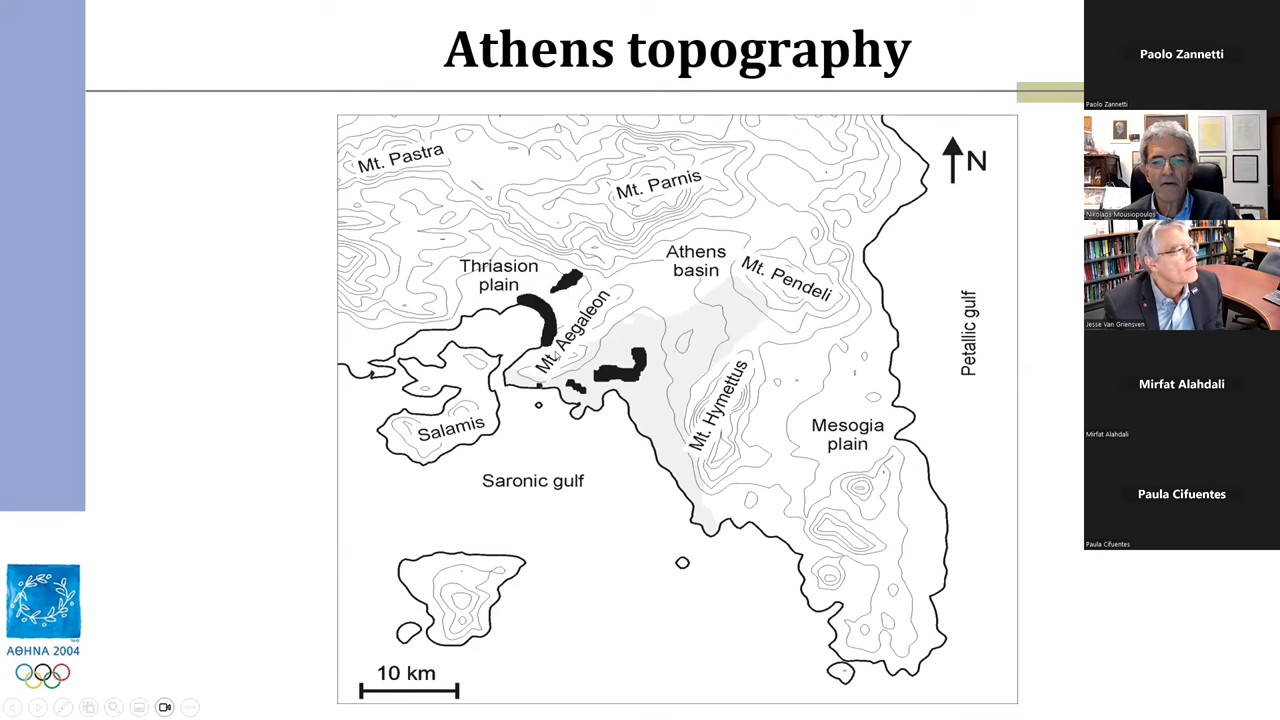 Athens topography
Mt. Pastra
Mt. Parnis
N
Athens
basin
Thriasion
plain
Mt. Pendeli
Mt. Aegaleon
Petallic gulf
Mt. Hymettus
Salamis
Mesogia
plain
Saronic gulf
10 km
ΑΘΗΝΑ 2004
Paolo Zannetti
Paolo Zannetti
Nikolaos Mousiopoulos
Jesse Van Griensven
Mirfat Alahdali
Mirfat Alahdali
Paula Cifuentes
Paula Cifuentes